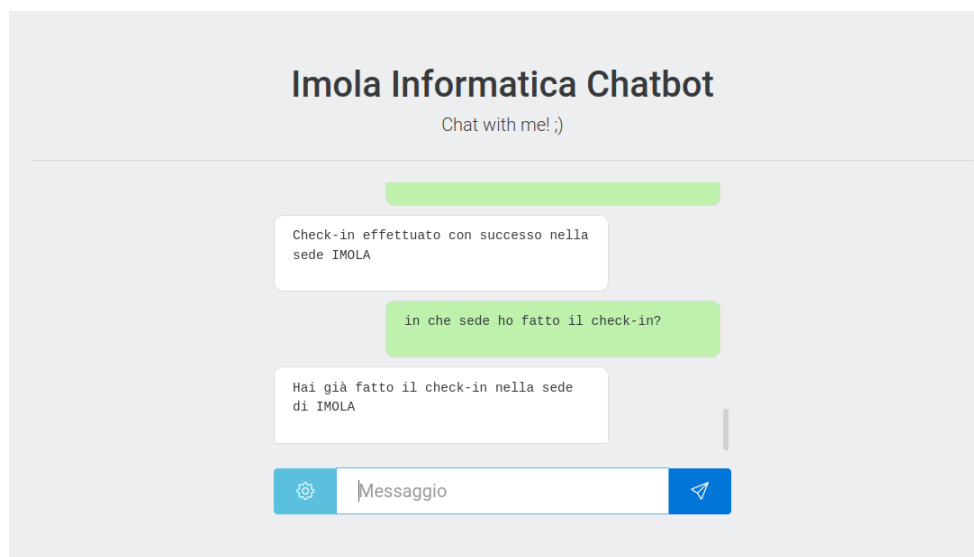 Imola Informatica Chatbot
Chat with me! ;)
Check-in effettuato con successo nella
sede IMOLA
in che sede ho fatto il check-in?
Hai già fatto il check-in nella sede
di IMOLA
Messaggio